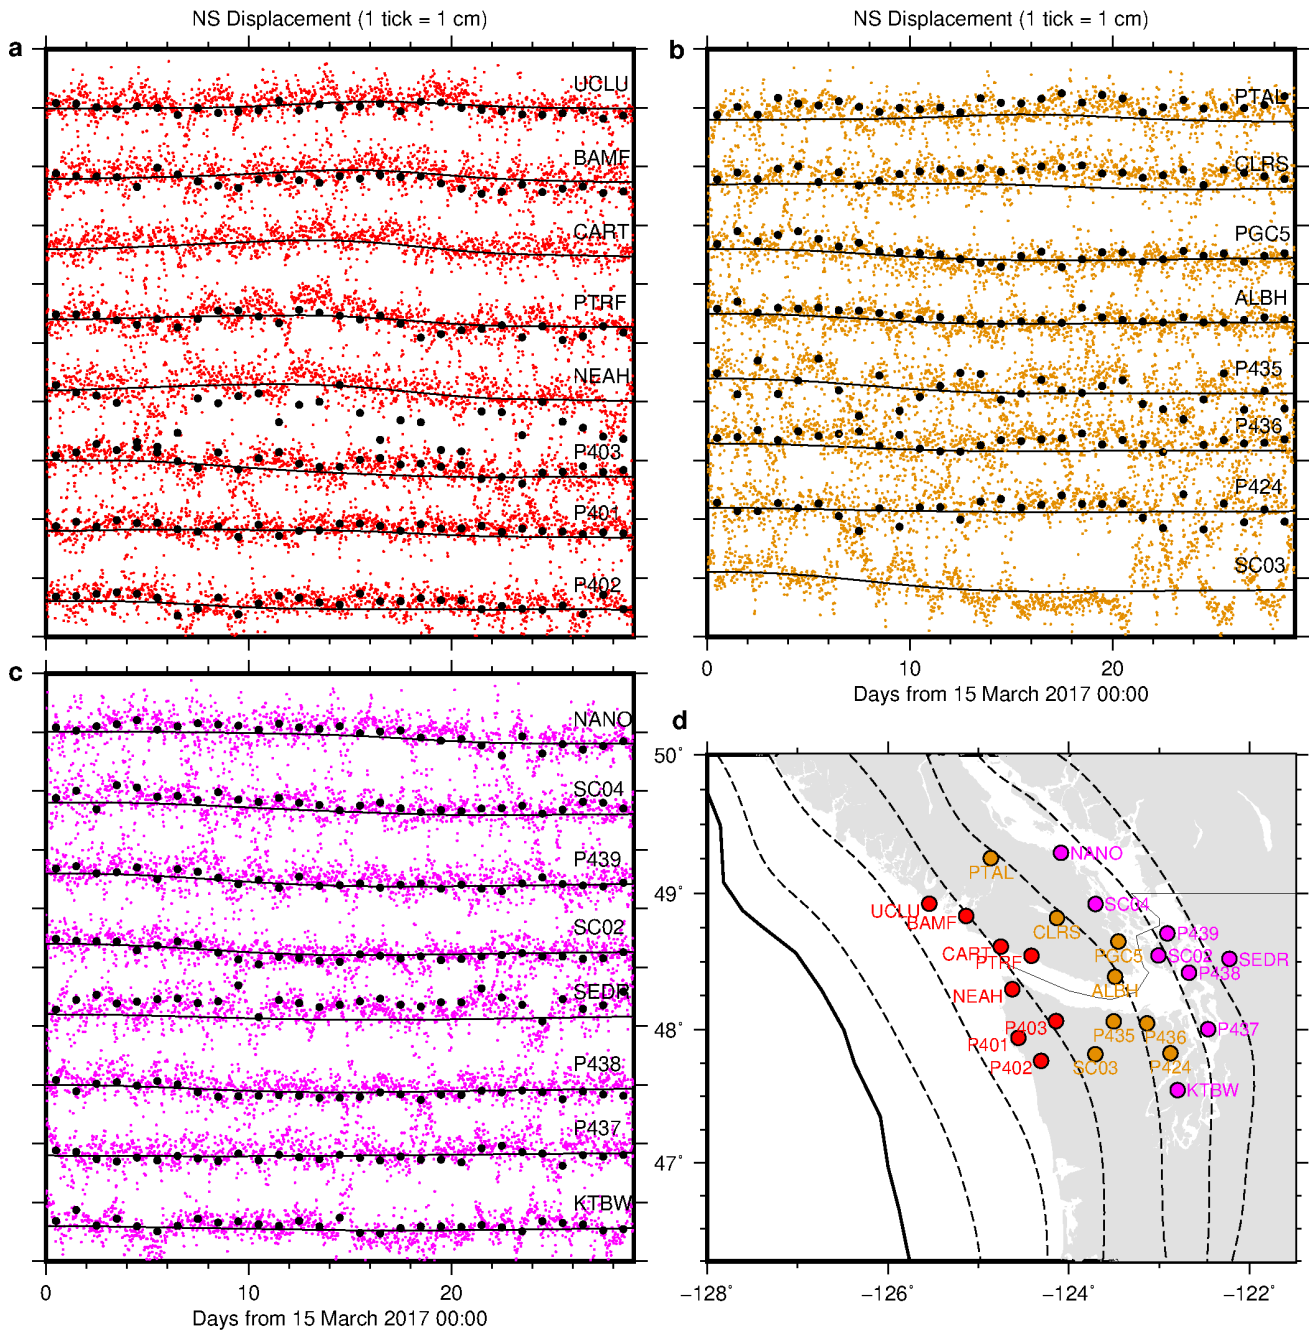 NS Displacement (1 tick = 1 cm)
a
UCLU
BAMF
CART
PTRF
NEAH
P403
P401
P402
NS Displacement (1 tick = 1 cm)
b
PTAL
CLRS
PGC5
ALBH
P435
P436
P424
SC03
0
10
20
Days from 15 March 2017 00:00
c
NANO
SC04
P439
SC02
SEDR
P438
P437
KTBW
0
10
20
Days from 15 March 2017 00:00
d
50°
49°
48°
47°
−128°
−126°
−124°
−122°
NANO
PTAL
UCLU
BAMF
SC04
CLRS
P439
CART
PTRF
PGC5
SC02
SEDR
P438
ALBH
NEAH
P403
P435
P436
P437
P401
P402
SC03
P424
KTBW